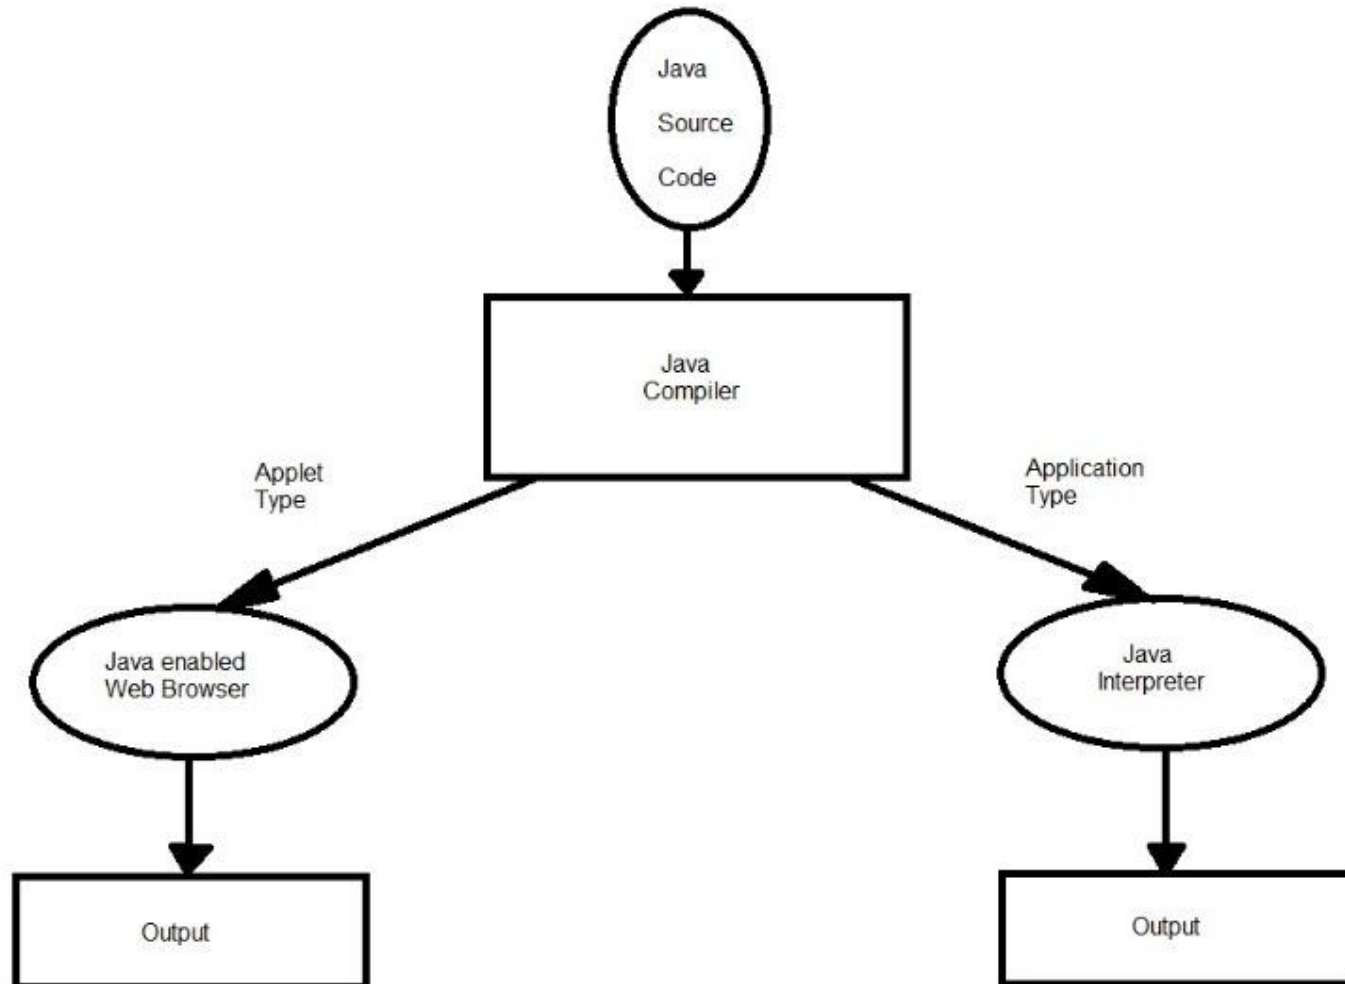 Java
Source
Code
Java
Compiler
Applet
Type
Application
Type
Java enabled
Web Browser
Java
Interpreter
Output
Output